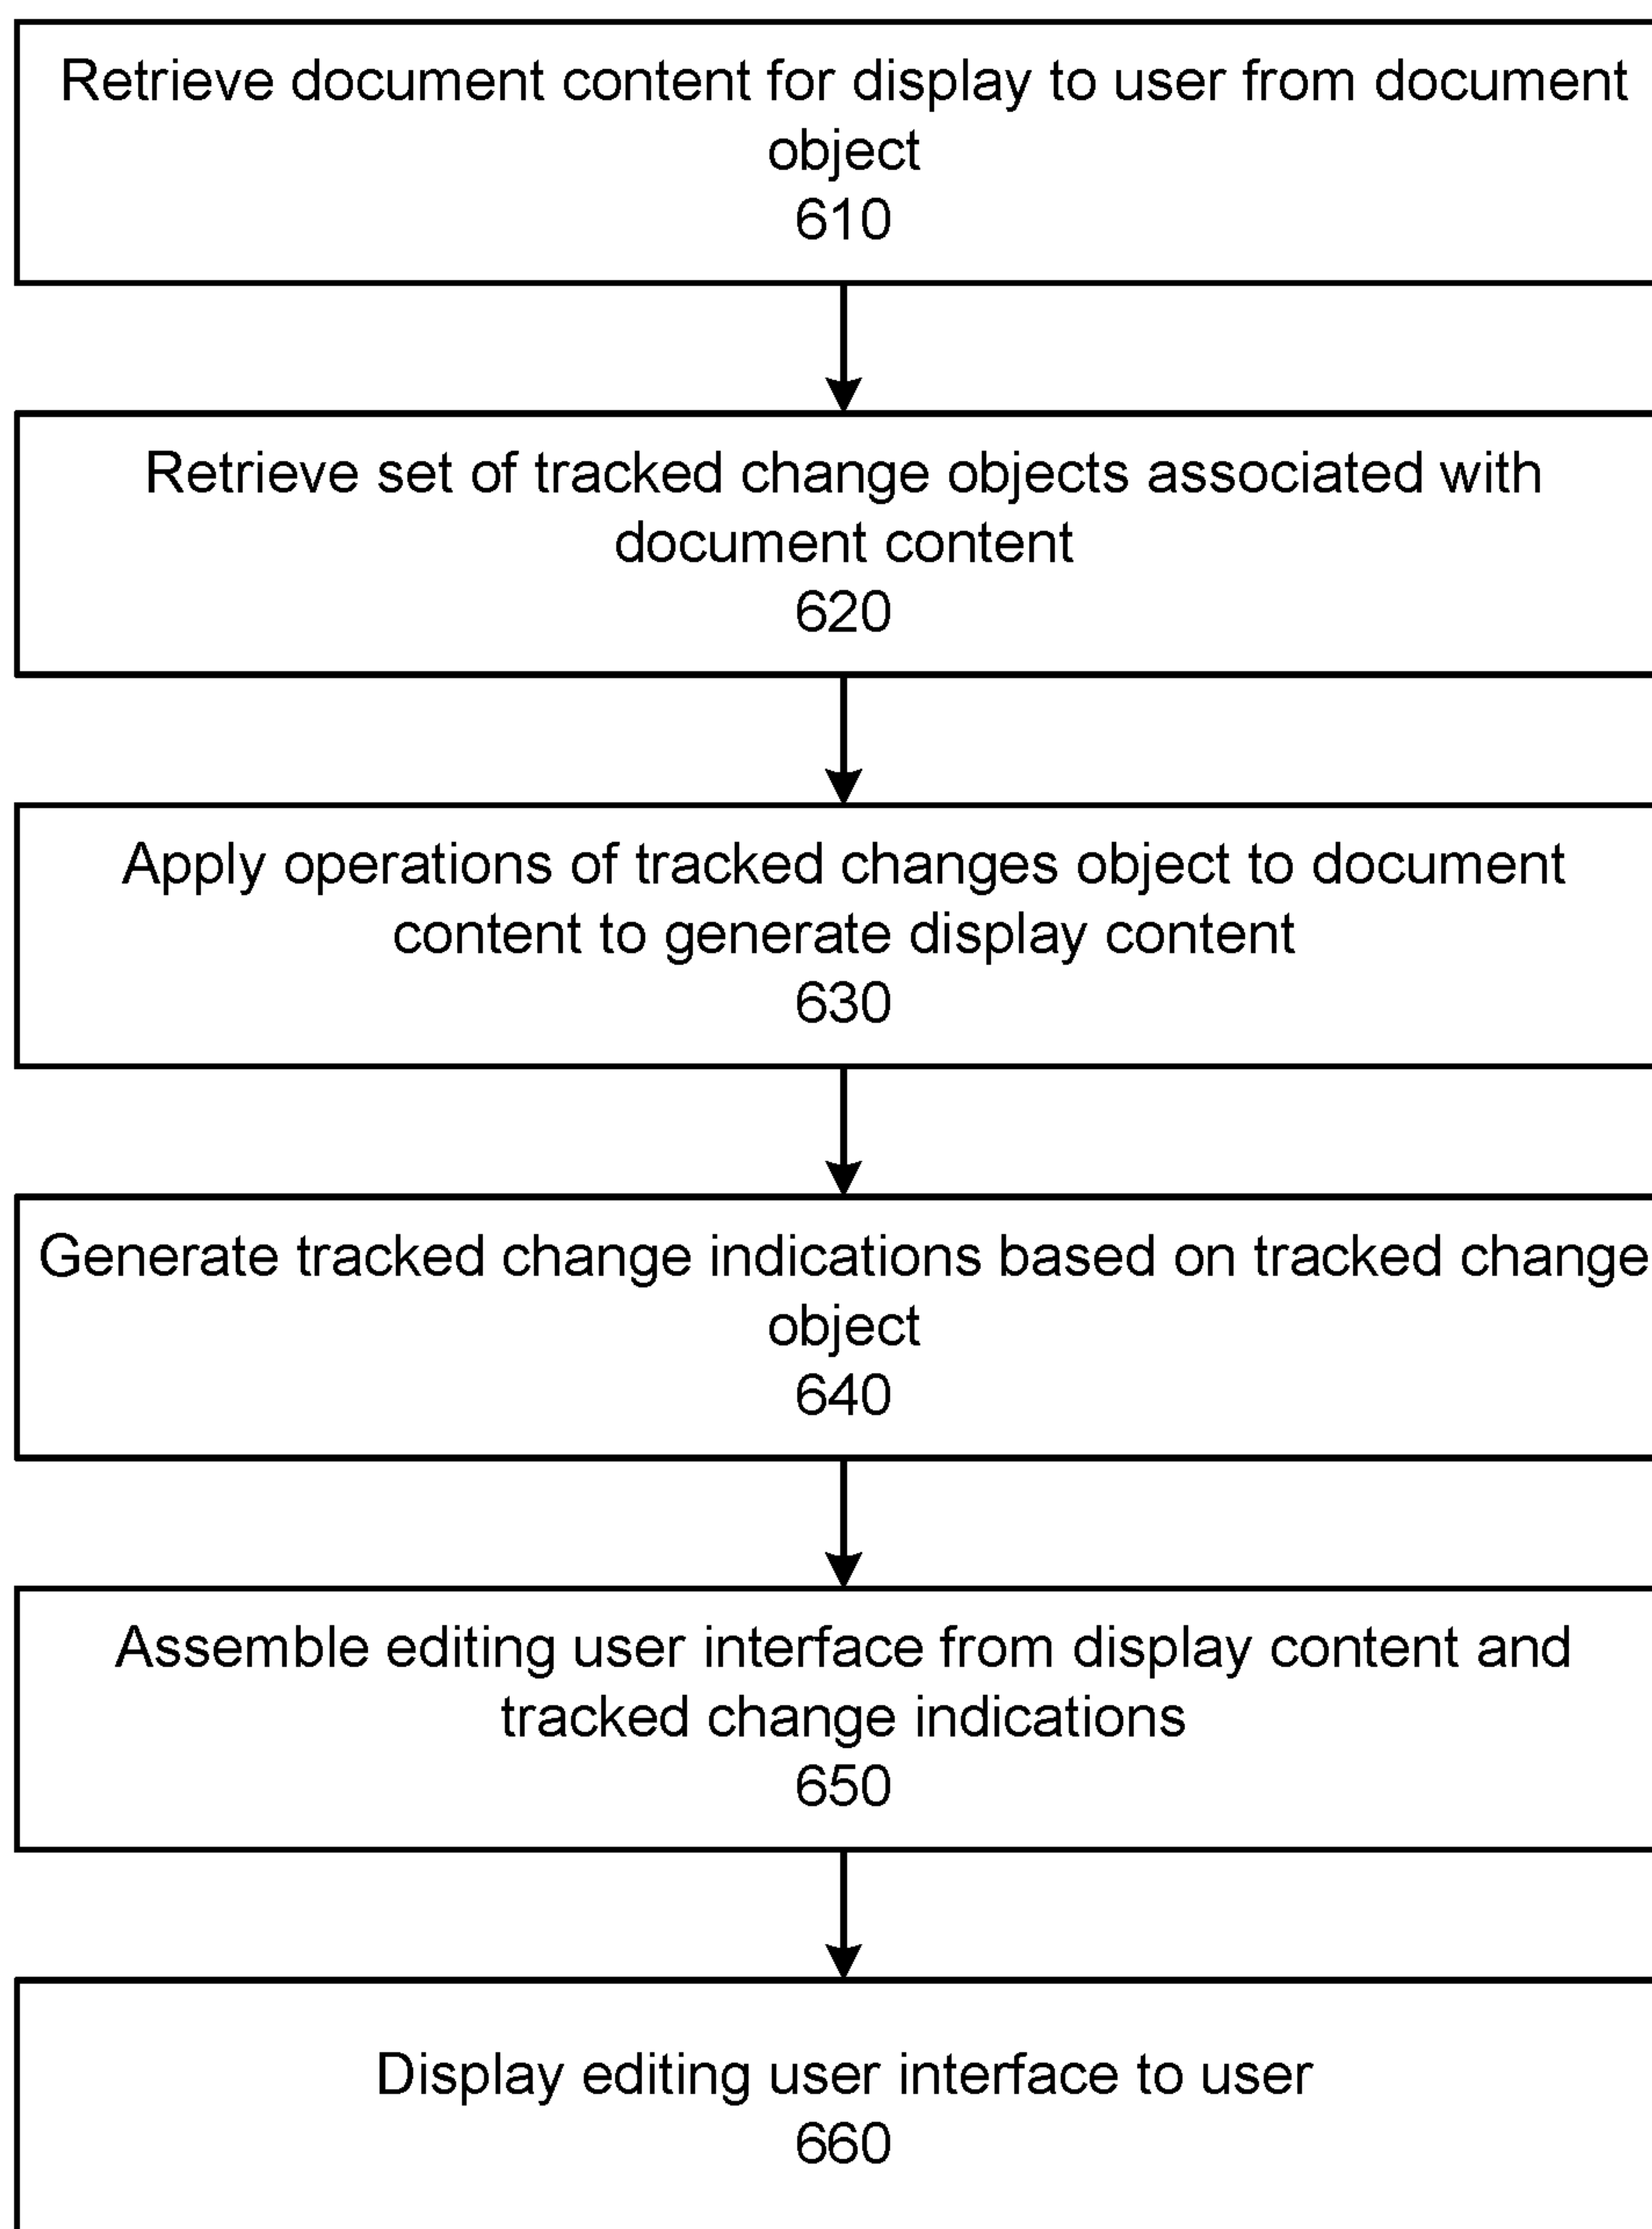 Retrieve document content for display to user from document
object
610
Retrieve set of tracked change objects associated with
document content
620
Apply operations of tracked changes object to document
content to generate display content
630
Generate tracked change indications based on tracked change
object
640
Assemble editing user interface from display content and
tracked change indications
650
Display editing user interface to user
660